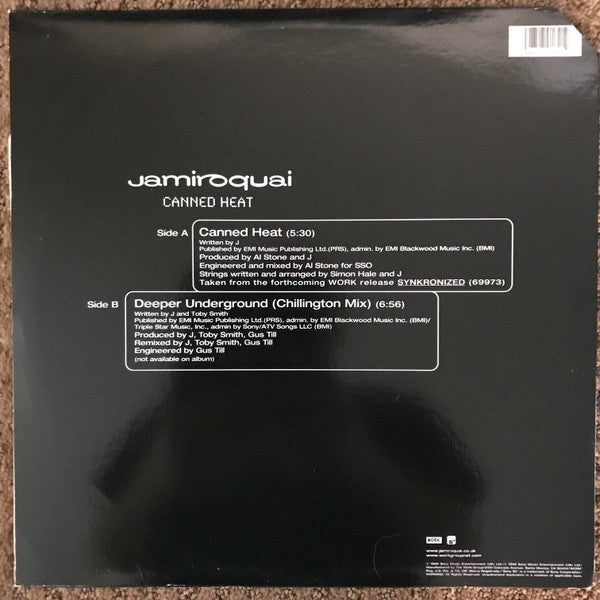 Jamiroquai
CANNED HEAT
Side A
Canned Heat (5:30)
Written by J
Published by EMI Music Publishing Ltd.(PRS), admin. by EMI Blackwood Music Inc. (BMI)
Produced by Al Stone and J
Engineered and mixed by Al Stone for SSO
Strings written and arranged by Simon Hale and J
Taken from the forthcoming WORK release SYNKRONIZED (69973)
Side B
Deeper Underground (Chillington Mix) (6:56)
Written by J and Toby Smith
Published by EMI Music Publishing Ltd.(PRS), admin. by EMI Blackwood Music Inc. (BMI)/
Triple Star Music, Inc., admin by Sony/ATV Songs LLC (BMI)
Produced by J, Toby Smith, Gus Till
Remixed by J, Toby Smith, Gus Till
Engineered by Gus Till
(not available on album)
WORK
www.jamiroquai.co.uk
www.workgroupnet.com